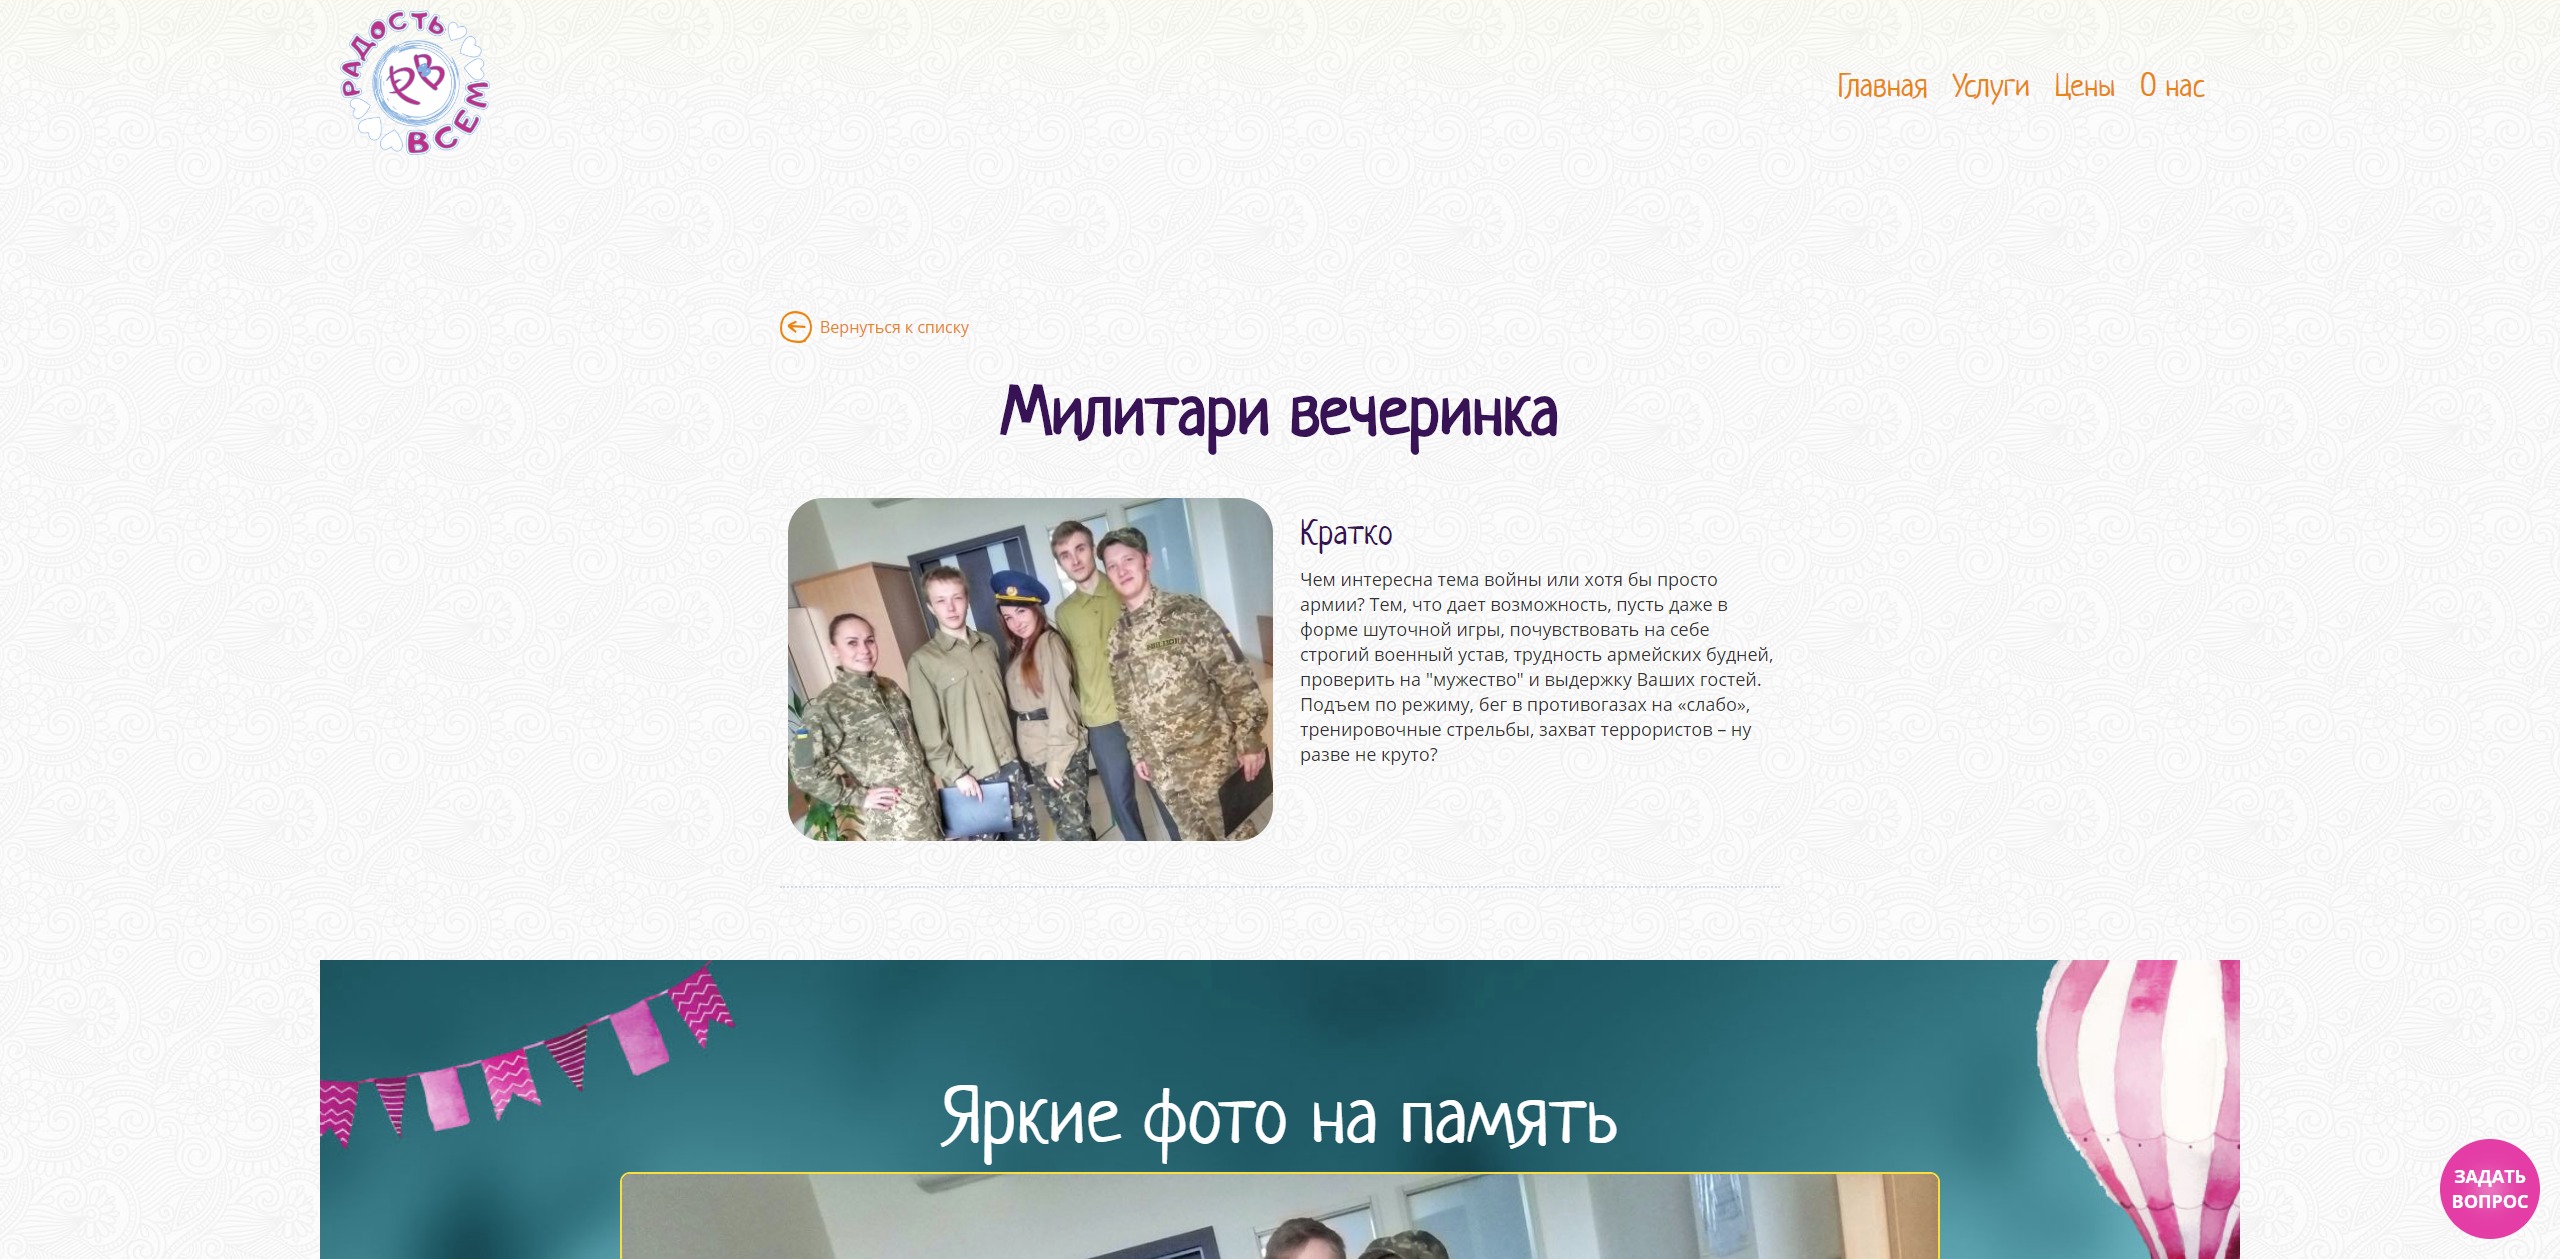 РАДОСТЬ
ВСЕМ
РВ
Главная Услуги Цены О нас
Вернуться к списку
Милитари вечеринка
Кратко
Чем интересна тема войны или хотя бы просто
армии? Тем, что дает возможность, пусть даже в
форме шуточной игры, почувствовать на себе
строгий военный устав, трудность армейских будней,
проверить на "мужество" и выдержку Ваших гостей.
Подъем по режиму, бег в противогазах на «слабо»,
тренировочные стрельбы, захват террористов – ну
разве не круто?
Яркие фото на память
ЗАДАТЬ
ВОПРОС